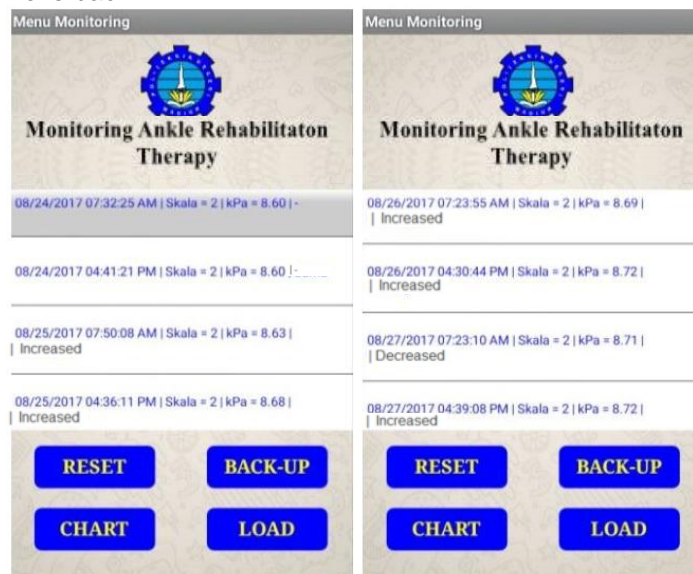 Menu Monitoring
Monitoring Ankle Rehabilitaton
Therapy
08/24/2017 07:32:25 AM | Skala = 2 | kPa = 8.60 | -
08/24/2017 04:41:21 PM | Skala = 2 | kPa = 8.60 | -
08/25/2017 07:50:08 AM | Skala = 2 | kPa = 8.63 |
| Increased
08/25/2017 04:36:11 PM | Skala = 2 | kPa = 8.68 |
| Increased
RESET
BACK-UP
CHART
LOAD
Menu Monitoring
Monitoring Ankle Rehabilitaton
Therapy
08/26/2017 07:23:55 AM | Skala = 2 | kPa = 8.69 |
| Increased
08/26/2017 04:30:44 PM | Skala = 2 | kPa = 8.72 |
| Increased
08/27/2017 07:23:10 AM | Skala = 2 | kPa = 8.71 |
| Decreased
08/27/2017 04:39:08 PM | Skala = 2 | kPa = 8.72 |
| Increased
RESET
BACK-UP
CHART
LOAD